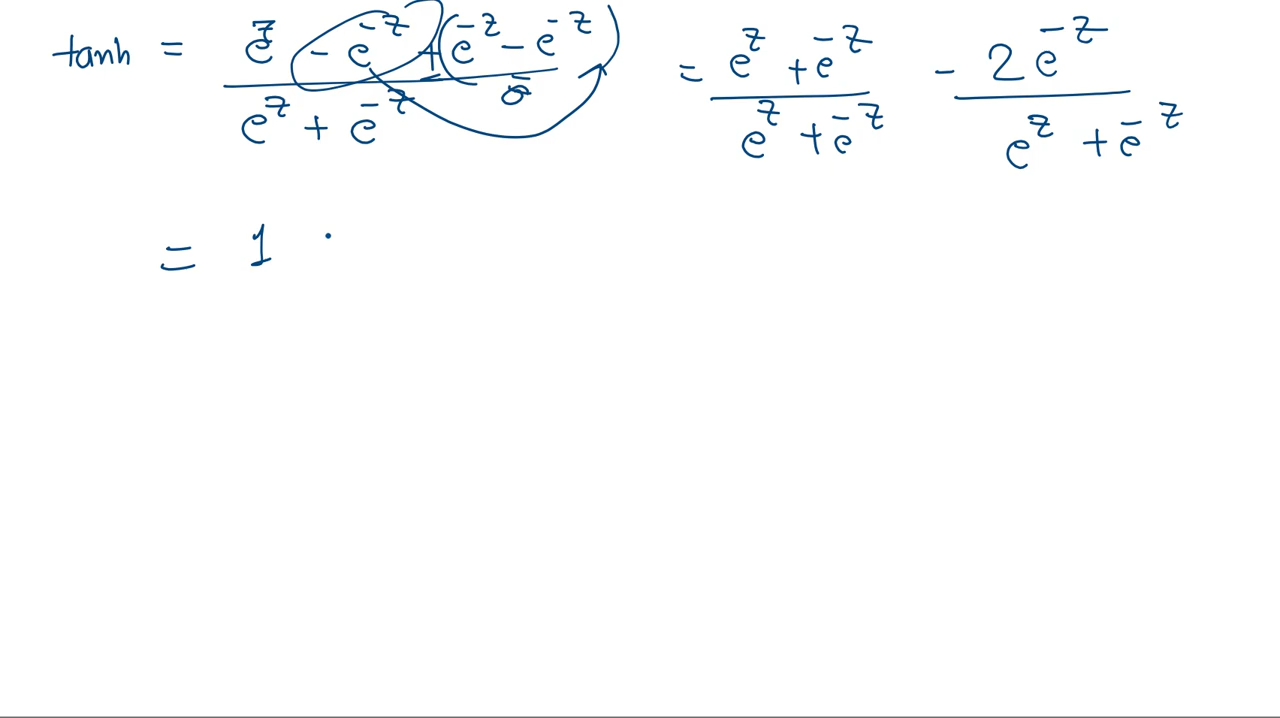 tanh = (e^z - e^-z + (e^-z - e^-z)) / (e^z + e^-z) = (e^z + e^-z) / (e^z + e^-z) - 2e^-z / (e^z + e^-z)
= 1 .